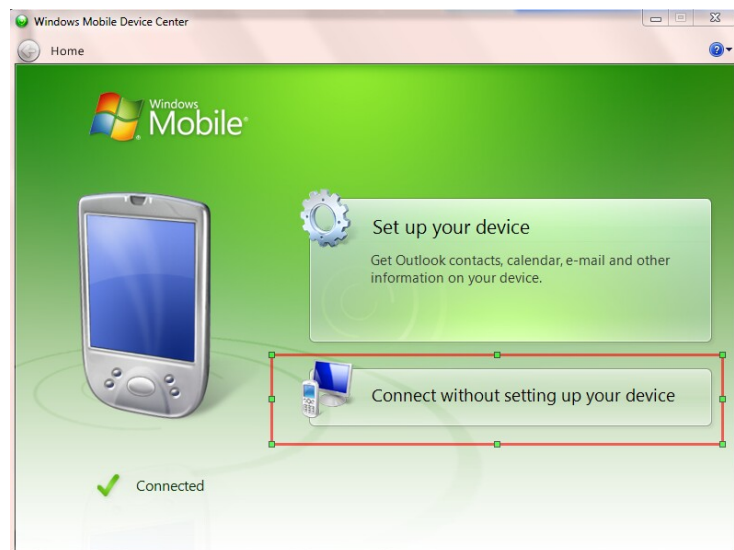 Windows Mobile Device Center
Home
Windows
Mobile
Set up your device
Get Outlook contacts, calendar, e-mail and other
information on your device.
Connect without setting up your device
Connected